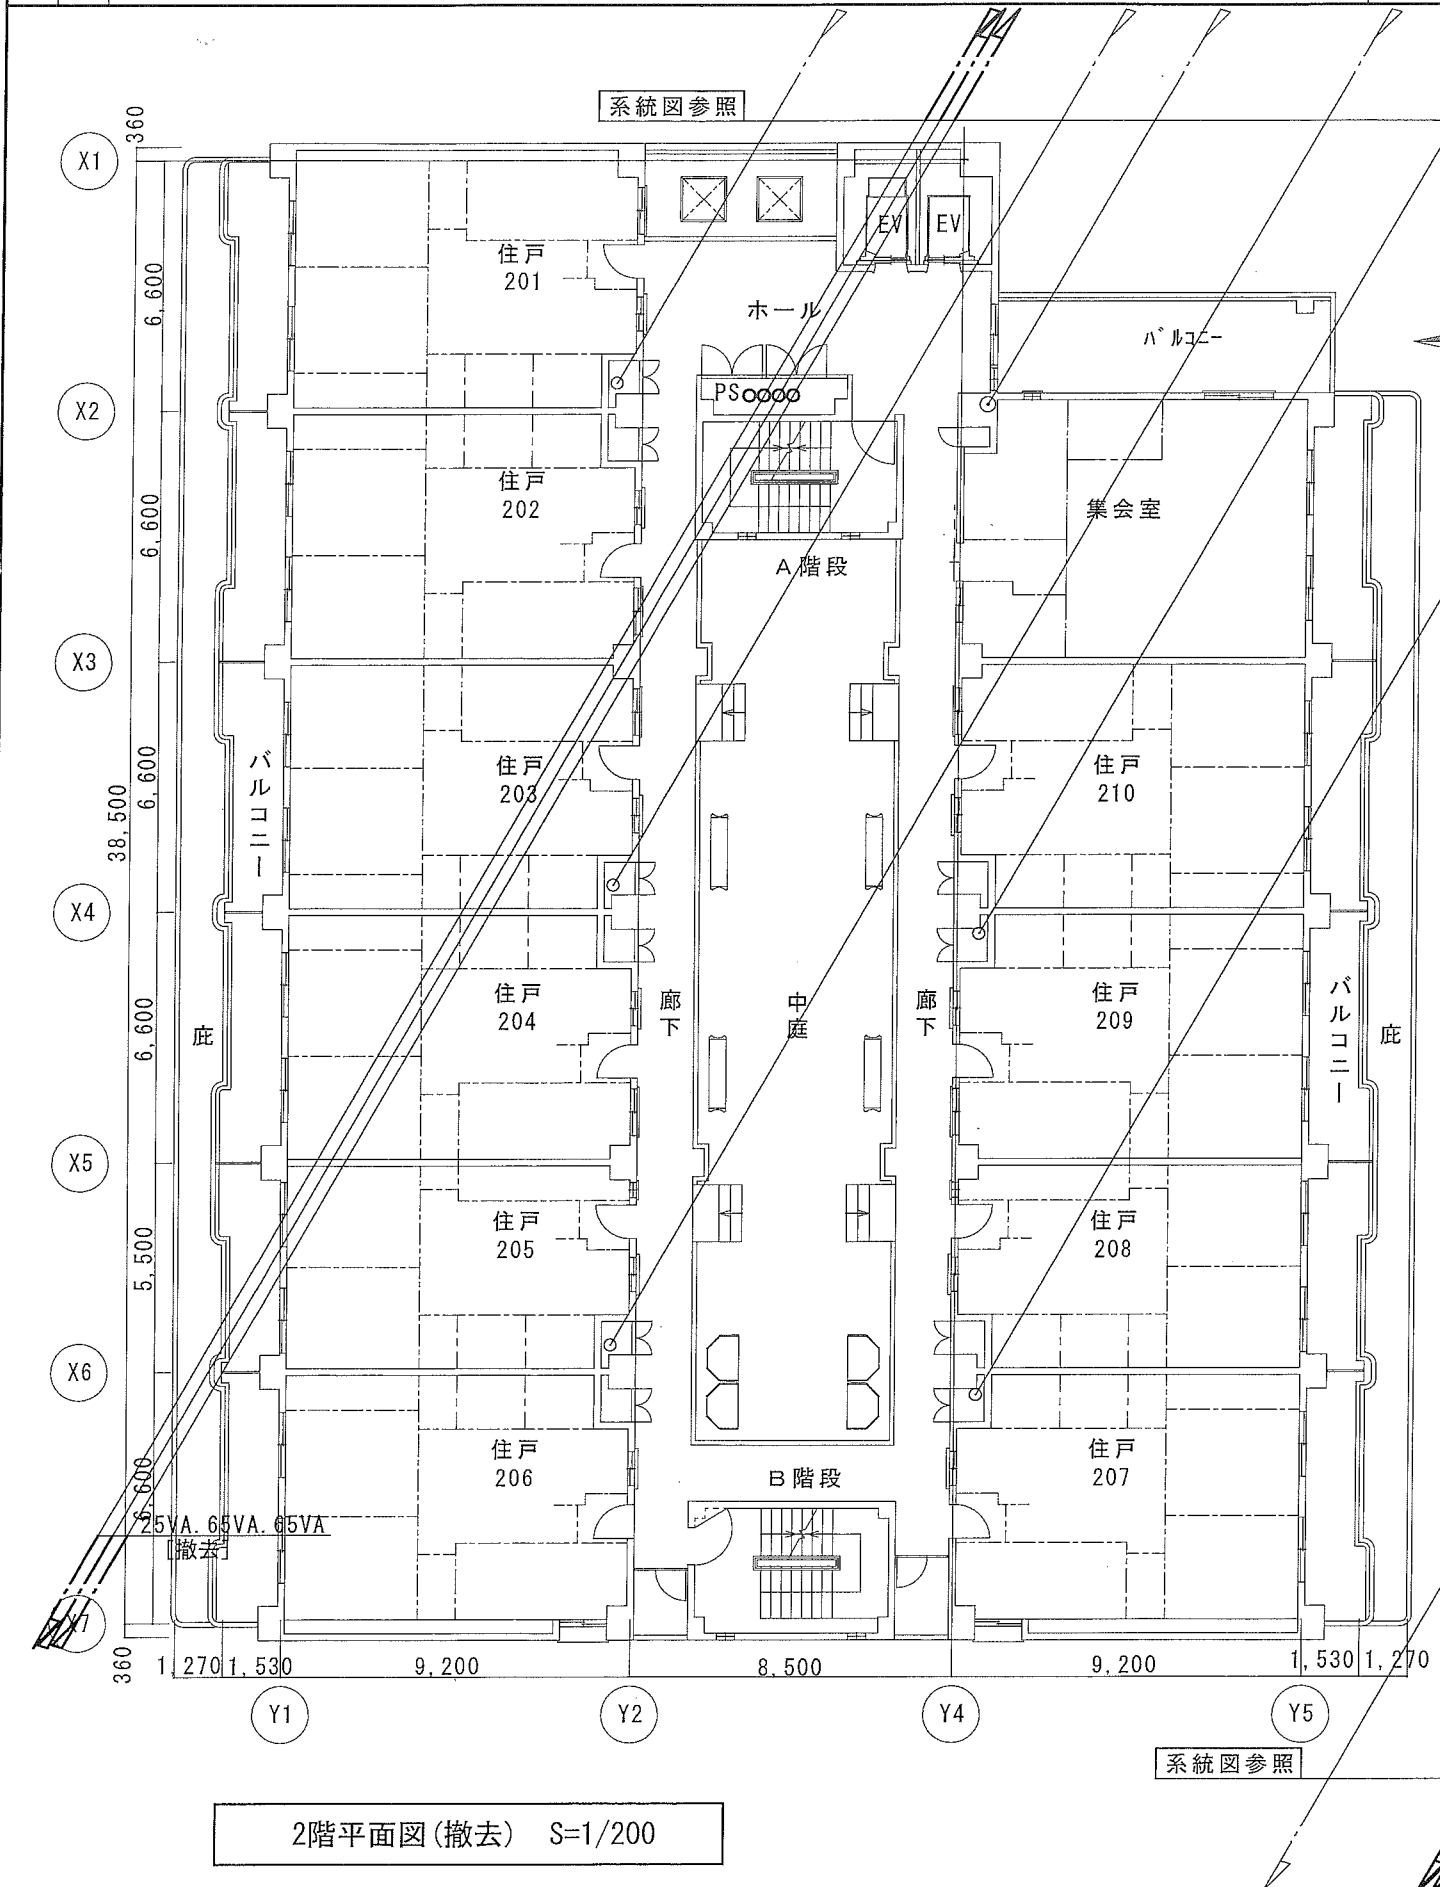 系統図参照
360
X1
EV
EV
住戸
201
6,600
ホール
バルコニー
PS
X2
住戸
202
6,600
集会室
A階段
X3
バルコニー
住戸
203
住戸
210
6,600
38,500
X4
住戸
204
廊下
中庭
廊下
住戸
209
バルコニー
庇
庇
6,600
X5
住戸
205
住戸
208
5,500
X6
住戸
206
B階段
住戸
207
6,600
25VA.65VA.65VA
[撤去]
X7
360
1,270
1,530
9,200
8,500
9,200
1,530
1,270
Y1
Y2
Y4
Y5
系統図参照
2階平面図(撤去) S=1/200